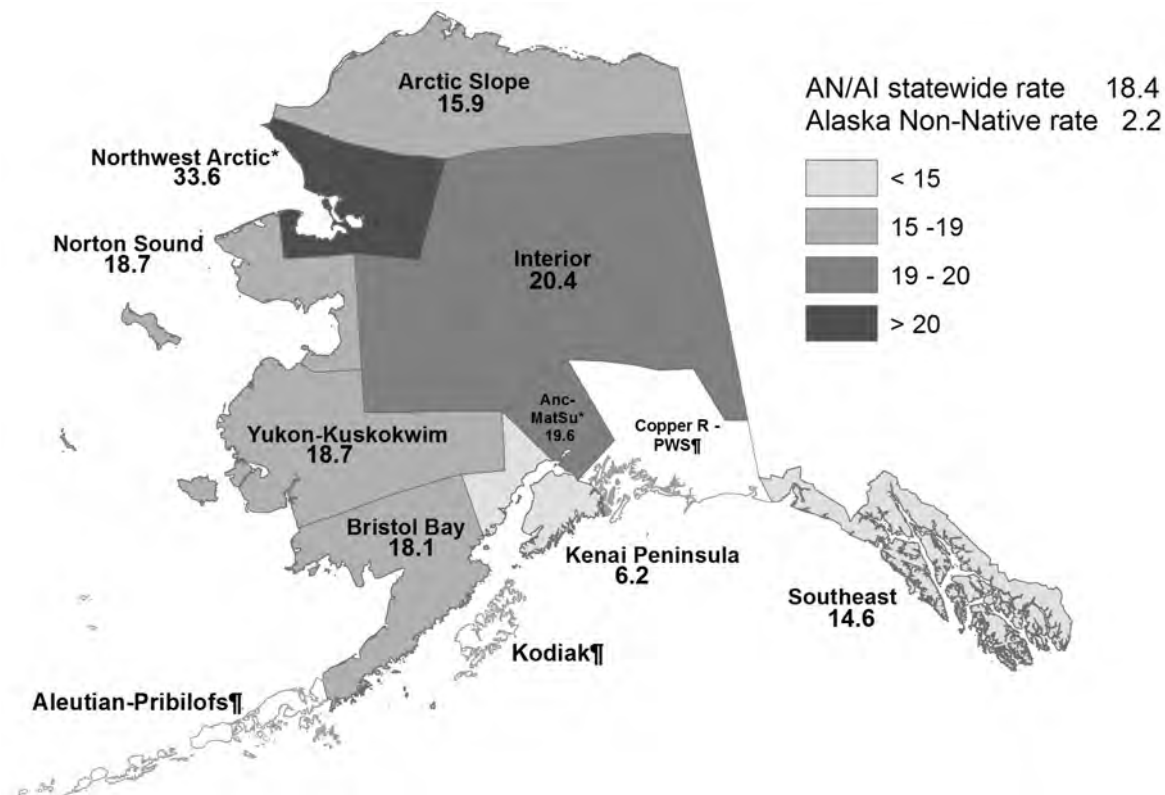 Arctic Slope
15.9
AN/AI statewide rate 18.4
Alaska Non-Native rate 2.2
Northwest Arctic*
33.6
< 15
15 -19
19 - 20
> 20
Norton Sound
18.7
Interior
20.4
Anc-
MatSu*
19.6
Copper R -
PWS¶
Yukon-Kuskokwim
18.7
Bristol Bay
18.1
Kenai Peninsula
6.2
Southeast
14.6
Kodiak¶
Aleutian-Pribilofs¶